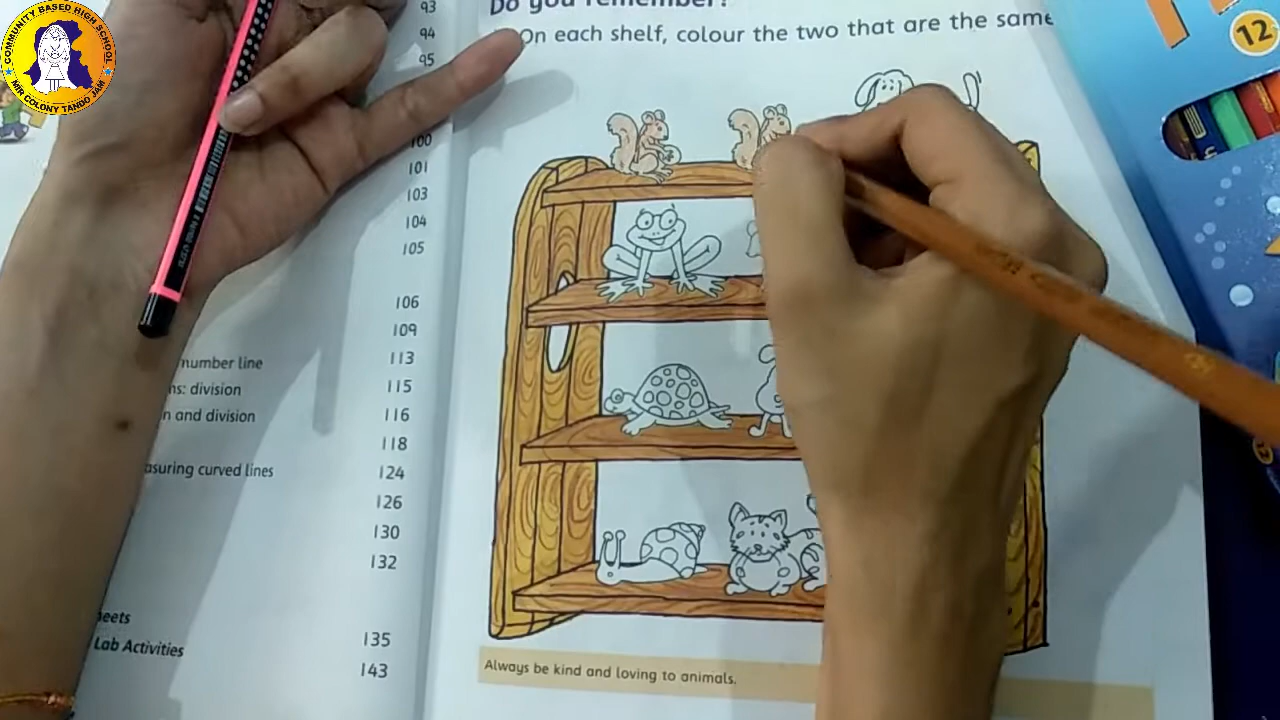 COMMUNITY BASED HIGH SCHOOL
MIR COLONY TANDO JAM
93
94
95
100
101
103
104
105
106
109
number line 113
ns: division 115
n and division 116
118
asuring curved lines 124
126
130
132
eets 135
Lab Activities 143
Do you remember?
On each shelf, colour the two that are the same
Always be kind and loving to animals.
12